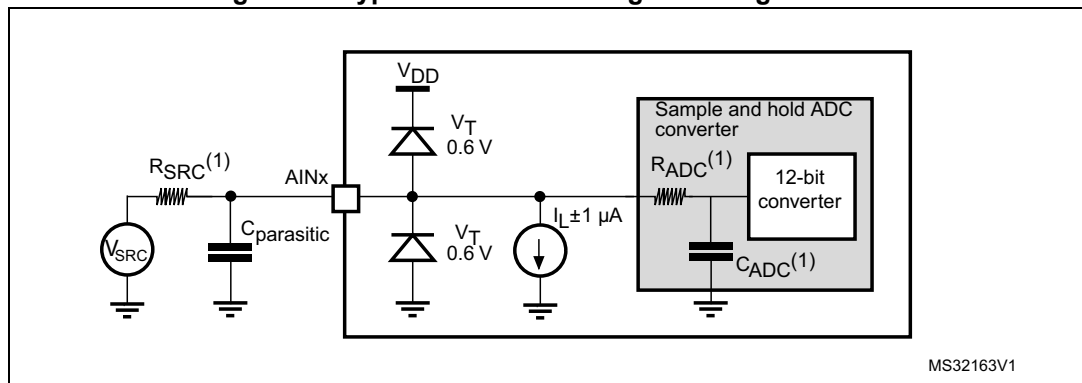 VDD
Sample and hold ADC
converter
VT
0.6 V
RSRC(1)
AINx
RADC(1)
12-bit
converter
IL±1 µA
Cparasitic
VT
0.6 V
VSRC
CADC(1)
MS32163V1